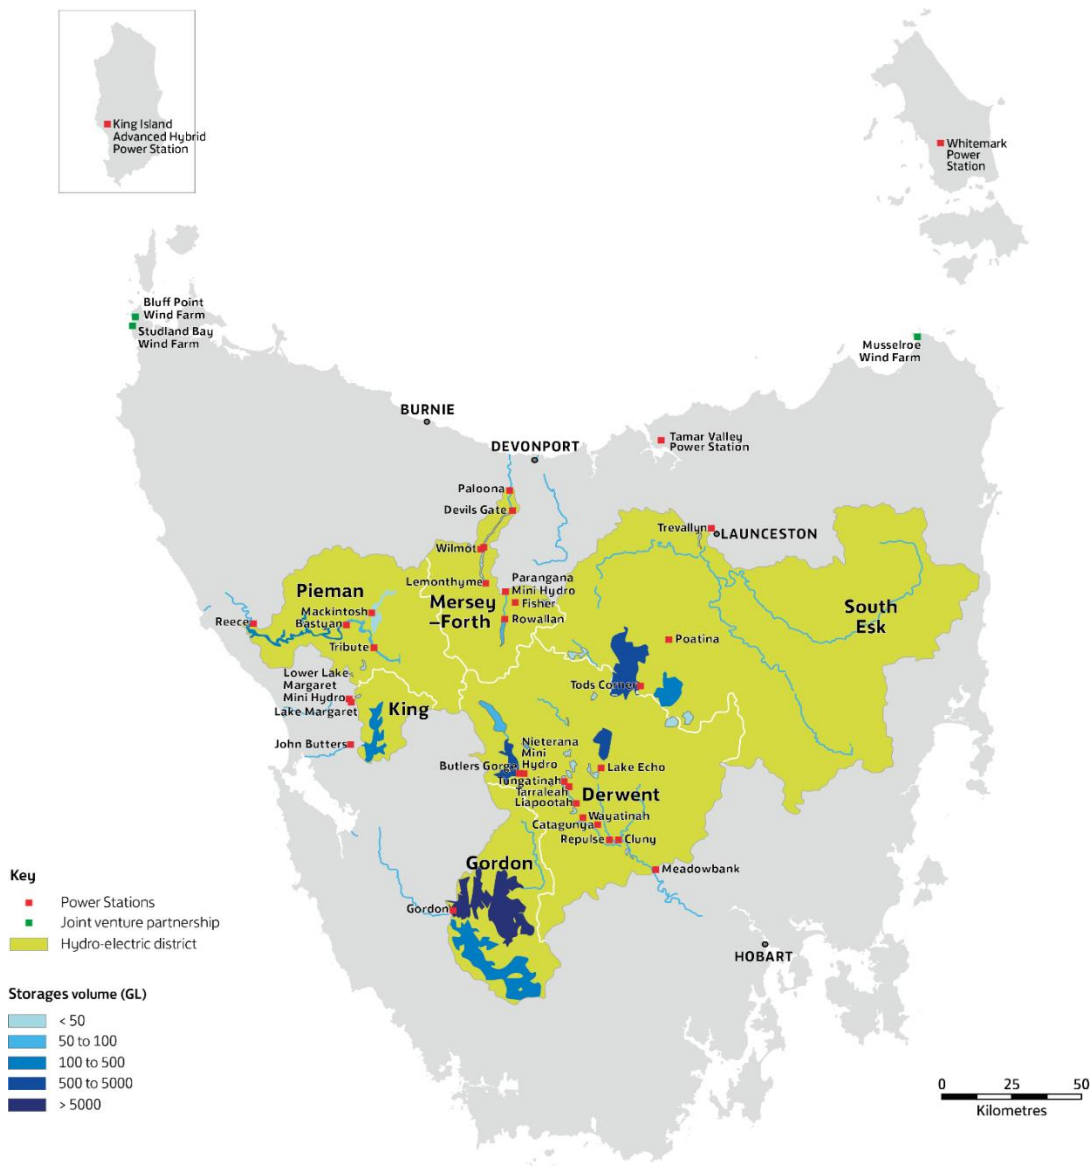 King Island
Advanced Hybrid
Power Station
Whitemark
Power
Station
Bluff Point
Wind Farm
Studland Bay
Wind Farm
Musselroe
Wind Farm
BURNIE
DEVONPORT
Tamar Valley
Power Station
Paloona
Devils Gate
Trevallyn
LAUNCESTON
Wilmot
Lemonthyme
Parangana
Mini Hydro
Fisher
Rowallan
Pieman
Mersey
–Forth
South
Esk
Mackintosh
Bastyan
Reece
Tribute
Poatina
Tods Corner
Lower Lake
Margaret
Mini Hydro
Lake Margaret
King
John Butters
Nieterana
Mini
Hydro
Butlers Gorge
Lake Echo
Tungatinah
Tarraleah
Liapootah
Derwent
Wayatinah
Catagunya
Repulse
Cluny
Meadowbank
Gordon
Gordon
HOBART
Key
Power Stations
Joint venture partnership
Hydro-electric district
Storages volume (GL)
< 50
50 to 100
100 to 500
500 to 5000
> 5000
0 25 50
Kilometres